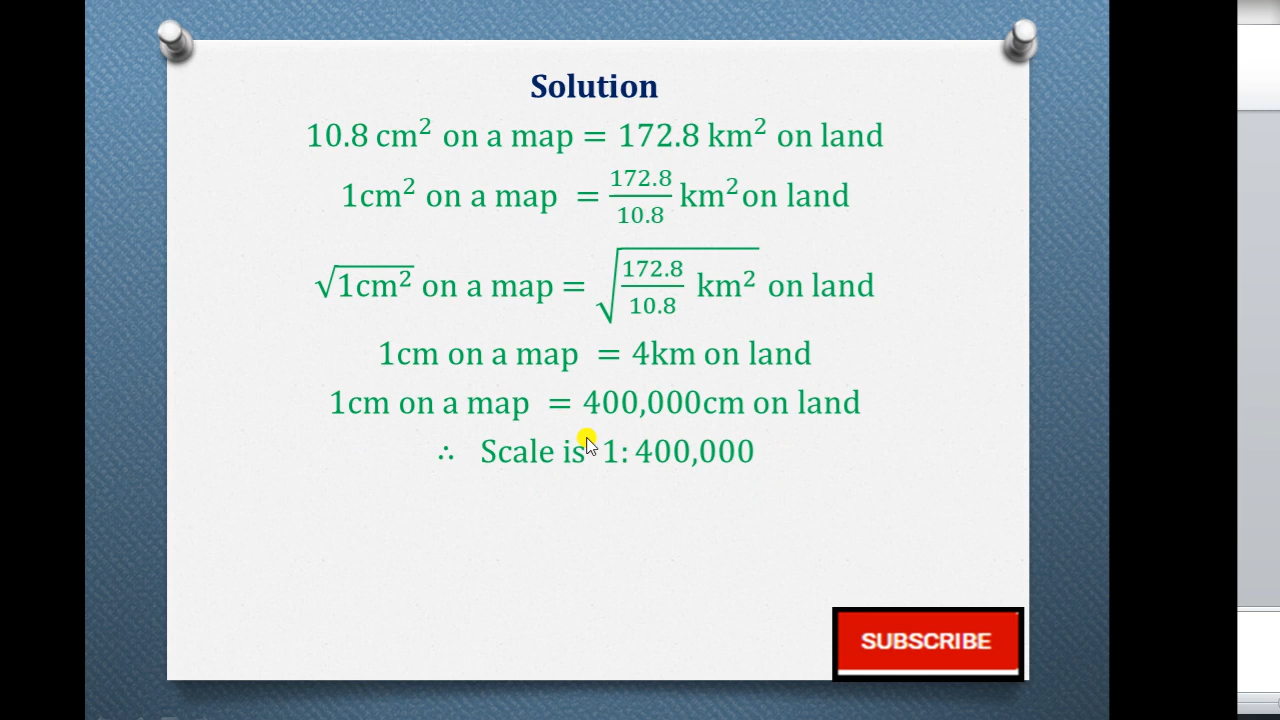 Solution
10.8 cm² on a map = 172.8 km² on land
1cm² on a map = 172.8/10.8 km² on land
√(1cm²) on a map = √(172.8/10.8 km²) on land
1cm on a map = 4km on land
1cm on a map = 400,000cm on land
∴ Scale is 1: 400,000
SUBSCRIBE